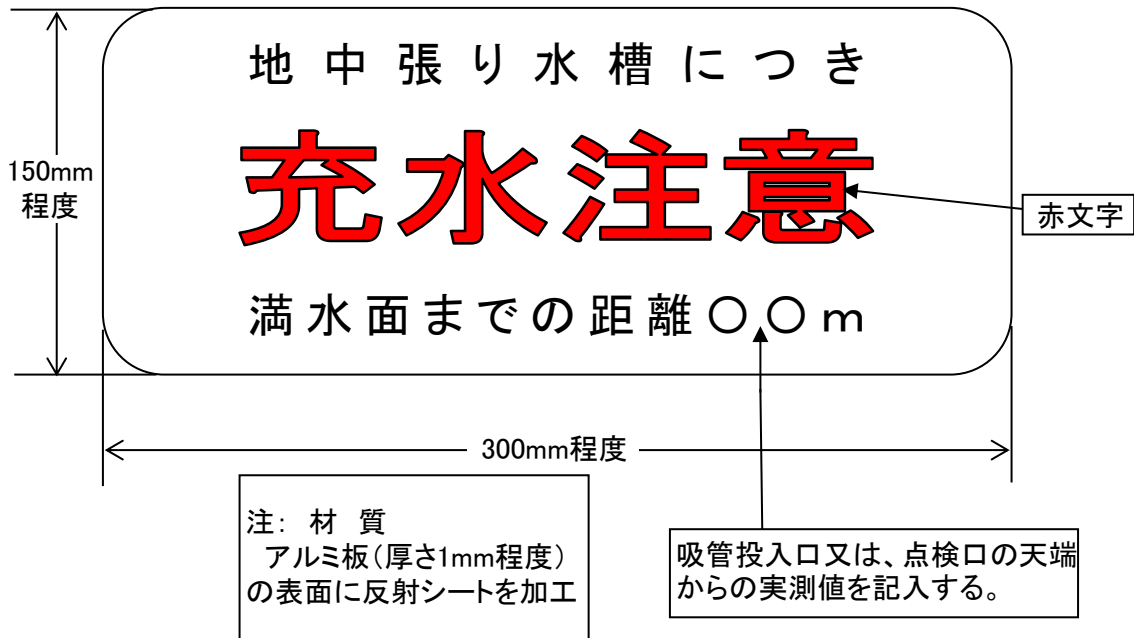 地中張り水槽につき
充水注意
満水面までの距離〇〇m
150mm
程度
赤文字
300mm程度
注： 材 質
アルミ板(厚さ1mm程度)
の表面に反射シートを加工
吸管投入口又は、点検口の天端
からの実測値を記入する。